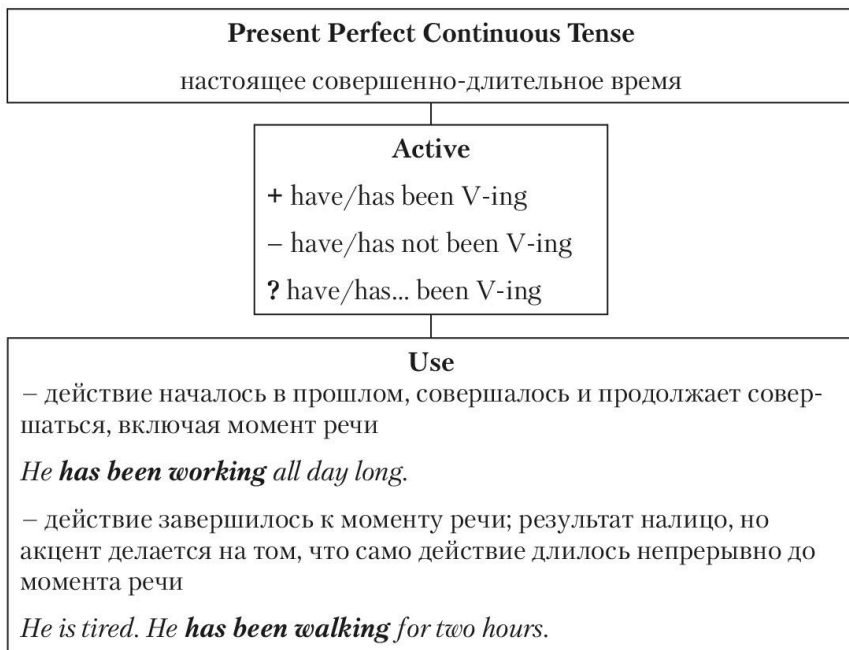 Present Perfect Continuous Tense
настоящее совершенно-длительное время
Active
+ have/has been V-ing
– have/has not been V-ing
? have/has... been V-ing
Use
– действие началось в прошлом, совершалось и продолжает совер-
шаться, включая момент речи
He has been working all day long.
– действие завершилось к моменту речи; результат налицо, но
акцент делается на том, что само действие длилось непрерывно до
момента речи
He is tired. He has been walking for two hours.